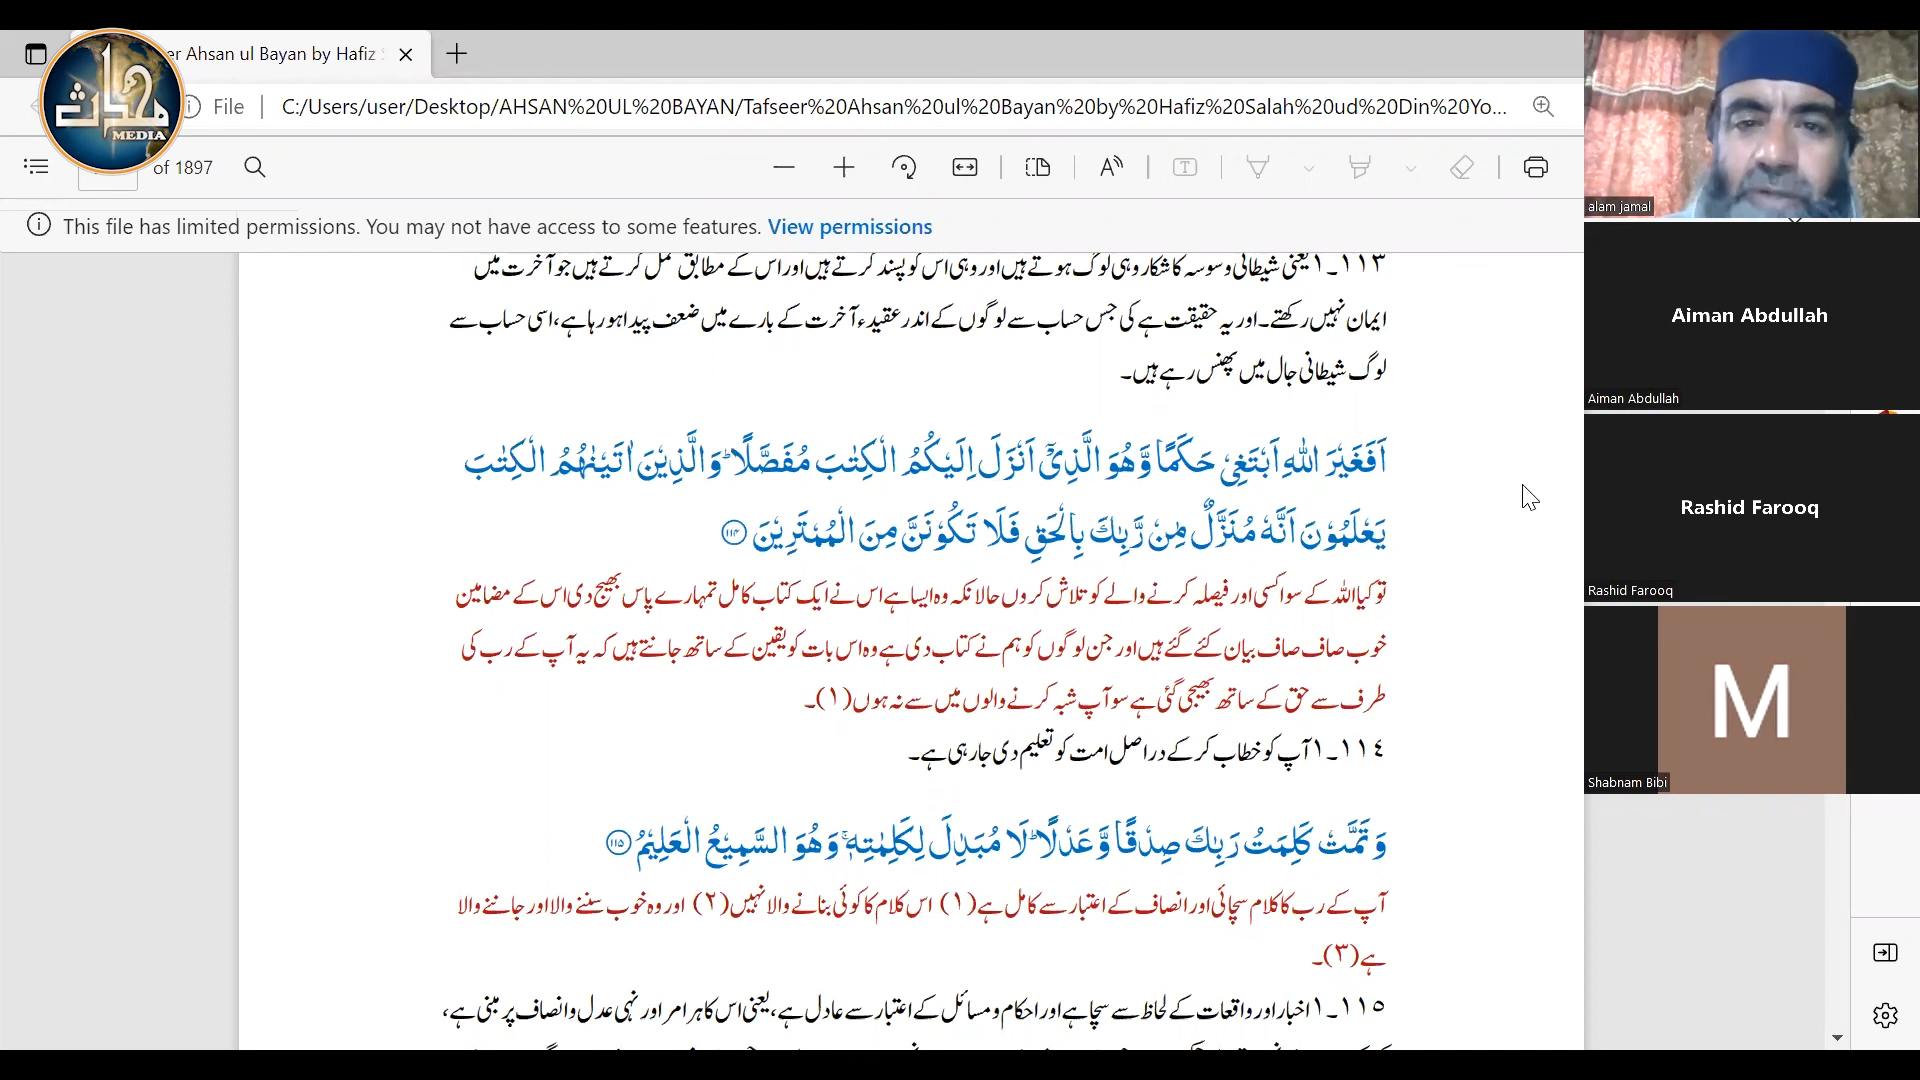 er Ahsan ul Bayan by Hafiz
محدث
MEDIA
File
C:/Users/user/Desktop/AHSAN%20UL%20BAYAN/Tafseer%20Ahsan%20ul%20Bayan%20by%20Hafiz%20Salah%20ud%20Din%20Yo...
of 1897
This file has limited permissions. You may not have access to some features. View permissions
١١٣۔١ یعنی شیطانی وسوسہ کا شکار وہی لوگ ہوتے ہیں اور وہی اس کو پسند کرتے ہیں اور اس کے مطابق عمل کرتے ہیں جو آخرت میں
ایمان نہیں رکھتے۔ اور یہ حقیقت ہے کی جس حساب سے لوگوں کے اندر عقیدہء آخرت کے بارے میں ضعف پیدا ہو رہا ہے، اسی حساب سے
لوگ شیطانی جال میں پھنس رہے ہیں۔
اَفَغَيْرَ اللّٰهِ اَبْتَغِيْ حَكَمًا وَّهُوَ الَّذِيْٓ اَنْزَلَ اِلَيْكُمُ الْكِتٰبَ مُفَصَّلًا ۭوَالَّذِيْنَ اٰتَيْنٰهُمُ الْكِتٰبَ
يَعْلَمُوْنَ اَنَّهٗ مُنَزَّلٌ مِّنْ رَّبِّكَ بِالْحَقِّ فَلَا تَكُوْنَنَّ مِنَ الْمُمْتَرِيْنَ ١١٤
تو کیا اللہ کے سوا کسی اور فیصلہ کرنے والے کو تلاش کروں حالانکہ وہ ایسا ہے اس نے ایک کتاب کامل تمہارے پاس بھیج دی اس کے مضامین
خوب صاف صاف بیان کئے گئے ہیں اور جن لوگوں کو ہم نے کتاب دی ہے وہ اس بات کو یقین کے ساتھ جانتے ہیں کہ یہ آپ کے رب کی
طرف سے حق کے ساتھ بھیجی گئی ہے سو آپ شبہ کرنے والوں میں سے نہ ہوں (١)۔
١١٤۔١ آپ کو خطاب کر کے دراصل امت کو تعلیم دی جا رہی ہے۔
وَتَمَّتْ كَلِمَتُ رَبِّكَ صِدْقًا وَّعَدْلًا ۭلَا مُبَدِّلَ لِكَلِمٰتِهٖ ۚ وَهُوَ السَّمِيْعُ الْعَلِيْمُ ١١٥
آپ کے رب کا کلام سچائی اور انصاف کے اعتبار سے کامل ہے (١) اس کلام کا کوئی بنانے والا نہیں (٢) اور وہ خوب سننے والا اور جاننے والا
ہے (٣)۔
١١٥۔١ اخبار اور واقعات کے لحاظ سے سچا ہے اور احکام و مسائل کے اعتبار سے عادل ہے، یعنی اس کا ہر امر اور نہی عدل و انصاف پر مبنی ہے،
alam jamal
Aiman Abdullah
Aiman Abdullah
Rashid Farooq
Rashid Farooq
M
Shabnam Bibi